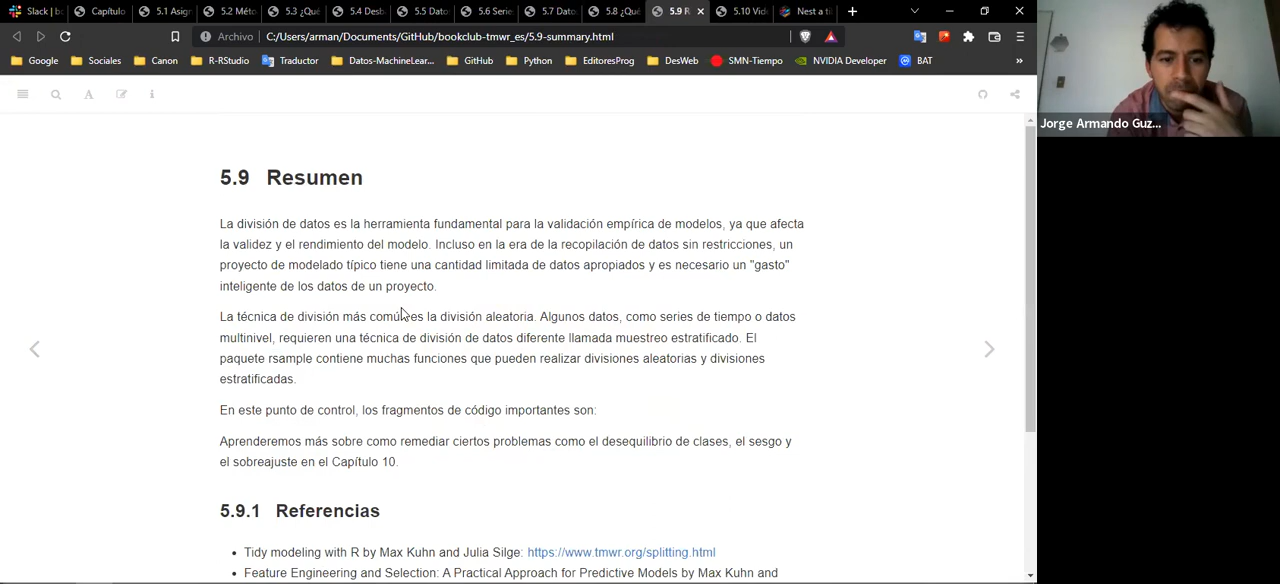 Slack | bc
Capítulo
5.1 Asig
5.2 Méto
5.3 ¿Qu
5.4 Desb
5.5 Dato
5.6 Serie
5.7 Dato
5.8 ¿Qu
5.9 R
5.10 Vid
Nest a ti
Archivo C:/Users/arman/Documents/GitHub/bookclub-tmwr_es/5.9-summary.html
Google Sociales Canon R-RStudio Traductor Datos-MachineLear... GitHub Python EditoresProg DesWeb SMN-Tiempo NVIDIA Developer BAT »
Jorge Armando Guz...
5.9 Resumen
La división de datos es la herramienta fundamental para la validación empírica de modelos, ya que afecta
la validez y el rendimiento del modelo. Incluso en la era de la recopilación de datos sin restricciones, un
proyecto de modelado típico tiene una cantidad limitada de datos apropiados y es necesario un "gasto"
inteligente de los datos de un proyecto.
La técnica de división más común es la división aleatoria. Algunos datos, como series de tiempo o datos
multinivel, requieren una técnica de división de datos diferente llamada muestreo estratificado. El
paquete rsample contiene muchas funciones que pueden realizar divisiones aleatorias y divisiones
estratificadas.
En este punto de control, los fragmentos de código importantes son:
Aprenderemos más sobre como remediar ciertos problemas como el desequilibrio de clases, el sesgo y
el sobreajuste en el Capítulo 10.
5.9.1 Referencias
• Tidy modeling with R by Max Kuhn and Julia Silge: https://www.tmwr.org/splitting.html
• Feature Engineering and Selection: A Practical Approach for Predictive Models by Max Kuhn and